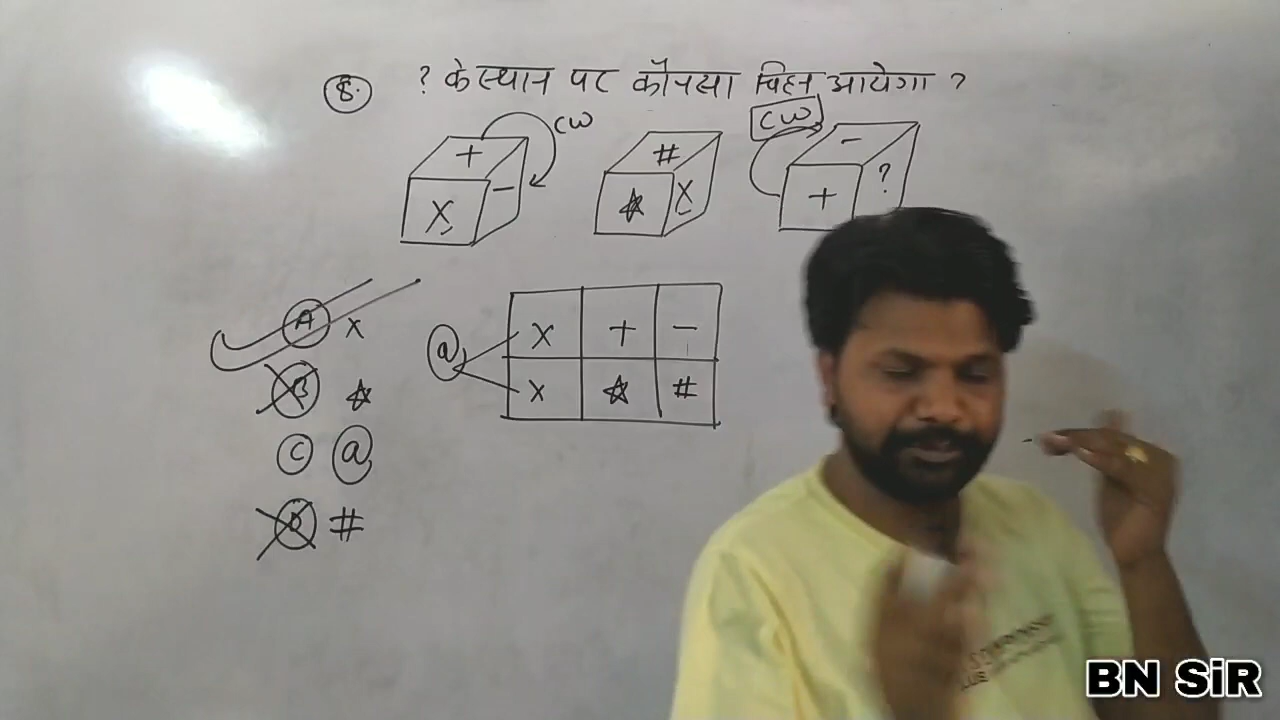 8. ? के स्थान पर कौनसा चिह्न आयेगा ?
+ CW # CW -
X - ☆ X + ?
A X
B ☆
C @
D #
@ X + -
X ☆ #
BN SiR